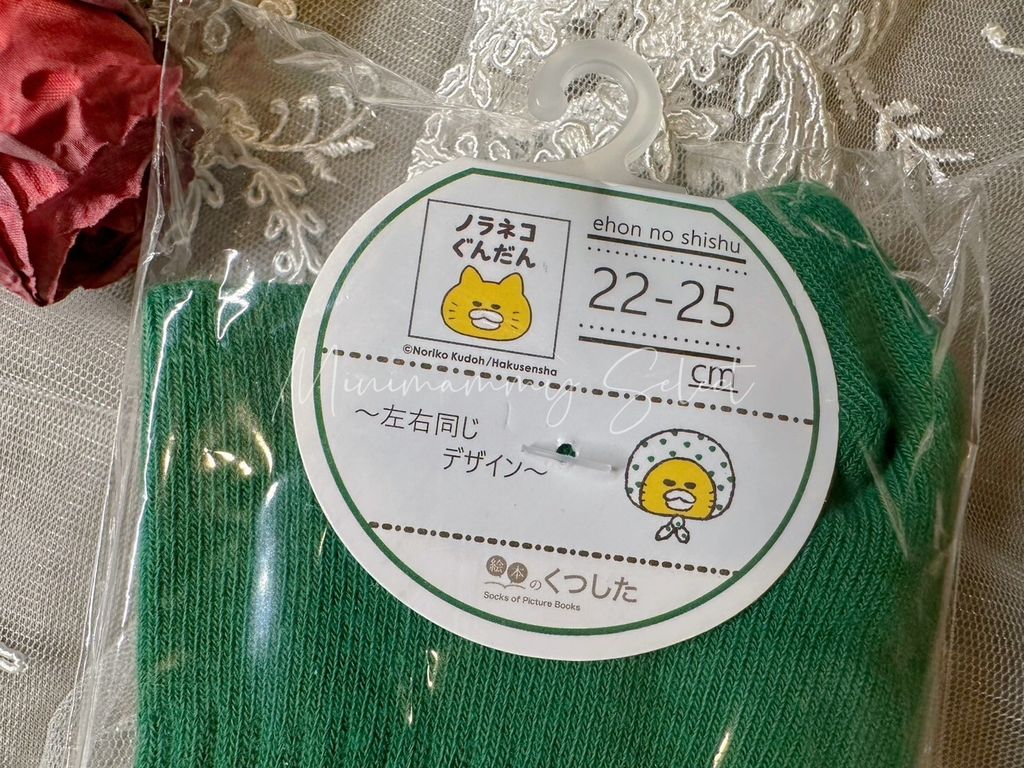 ノラネコ
ぐんだん
©Noriko Kudoh/Hakusensha
ehon no shishu
22-25
cm
Minimammy Select
～左右同じ
デザイン～
絵本のくつした
Socks of Picture Books